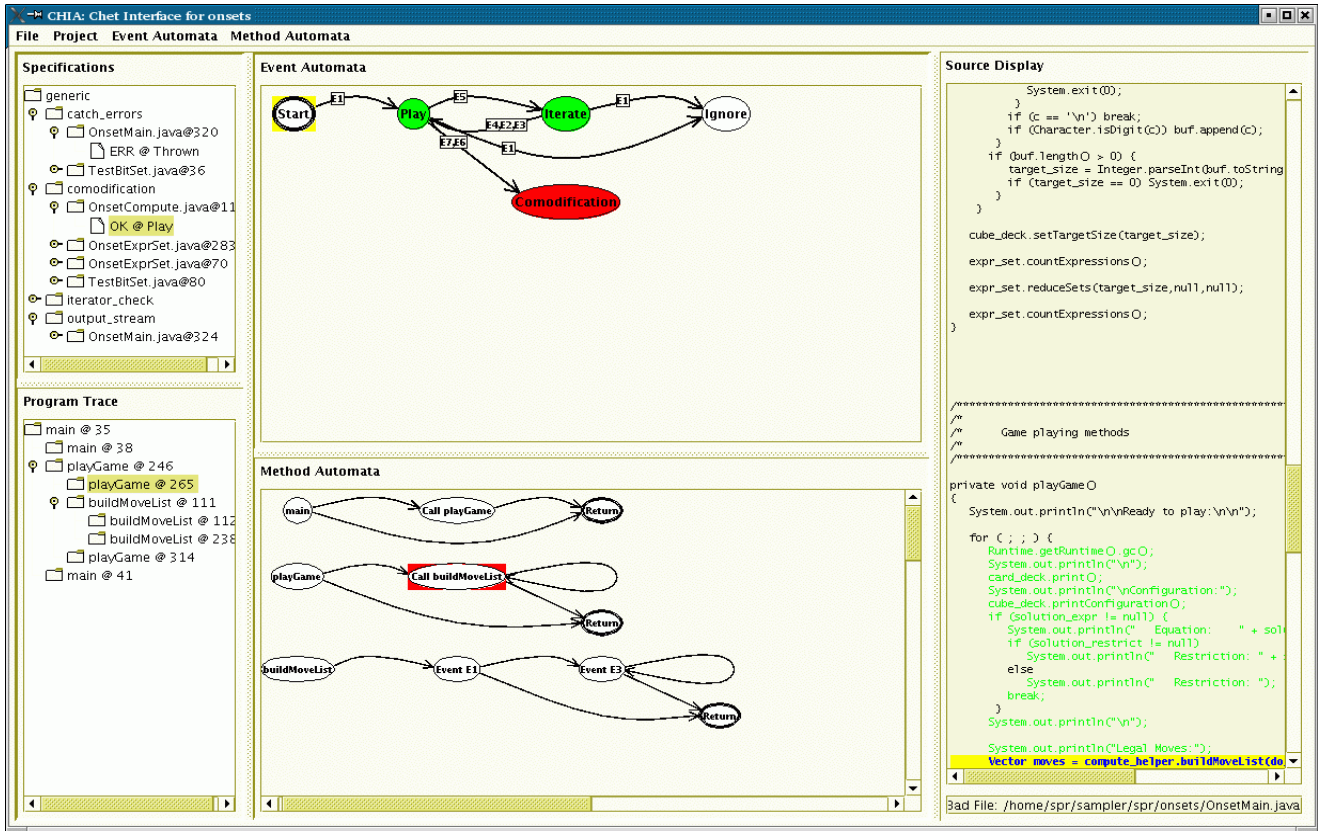 CHIA: Chet Interface for onsets
File Project Event Automata Method Automata
Specifications
generic
catch_errors
OnsetMain.java@320
ERR @ Thrown
TestBitSet.java@36
comodification
OnsetCompute.java@11
OK @ Play
OnsetExprSet.java@283
OnsetExprSet.java@70
TestBitSet.java@80
iterator_check
output_stream
OnsetMain.java@324
Program Trace
main @ 35
main @ 38
playGame @ 246
playGame @ 265
buildMoveList @ 111
buildMoveList @ 112
buildMoveList @ 238
playGame @ 314
main @ 41
Event Automata
Start
E1
Play
E5
Iterate
E1
Ignore
E4,E2,E3
E7,E6
E1
Comodification
Method Automata
main
Call playGame
Return
playGame
Call buildMoveList
Return
buildMoveList
Event E1
Event E3
Return
Source Display
System.exit(0);
}
if (c == '\n') break;
if (Character.isDigit(c)) buf.append(c);
}
if (buf.length() > 0) {
target_size = Integer.parseInt(buf.toString
if (target_size == 0) System.exit(0);
}
}
cube_deck.setTargetSize(target_size);
expr_set.countExpressions();
expr_set.reduceSets(target_size,null,null);
expr_set.countExpressions();
}
/*
/* Game playing methods
/*
private void playGame()
{
System.out.println("\n\nReady to play:\n\n");
for ( ; ; ) {
Runtime.getRuntime().gc();
System.out.println("\n");
card_deck.print();
System.out.println("\nConfiguration:");
cube_deck.printConfiguration();
if (solution_expr != null) {
System.out.println(" Equation: " + solu
if (solution_restrict != null)
System.out.println(" Restriction: " +
else
System.out.println(" Restriction: ");
break;
}
System.out.println("\n");
System.out.println("Legal Moves:");
Vector moves = compute_helper.buildMoveList(do
Bad File: /home/spr/sampler/spr/onsets/OnsetMain.java